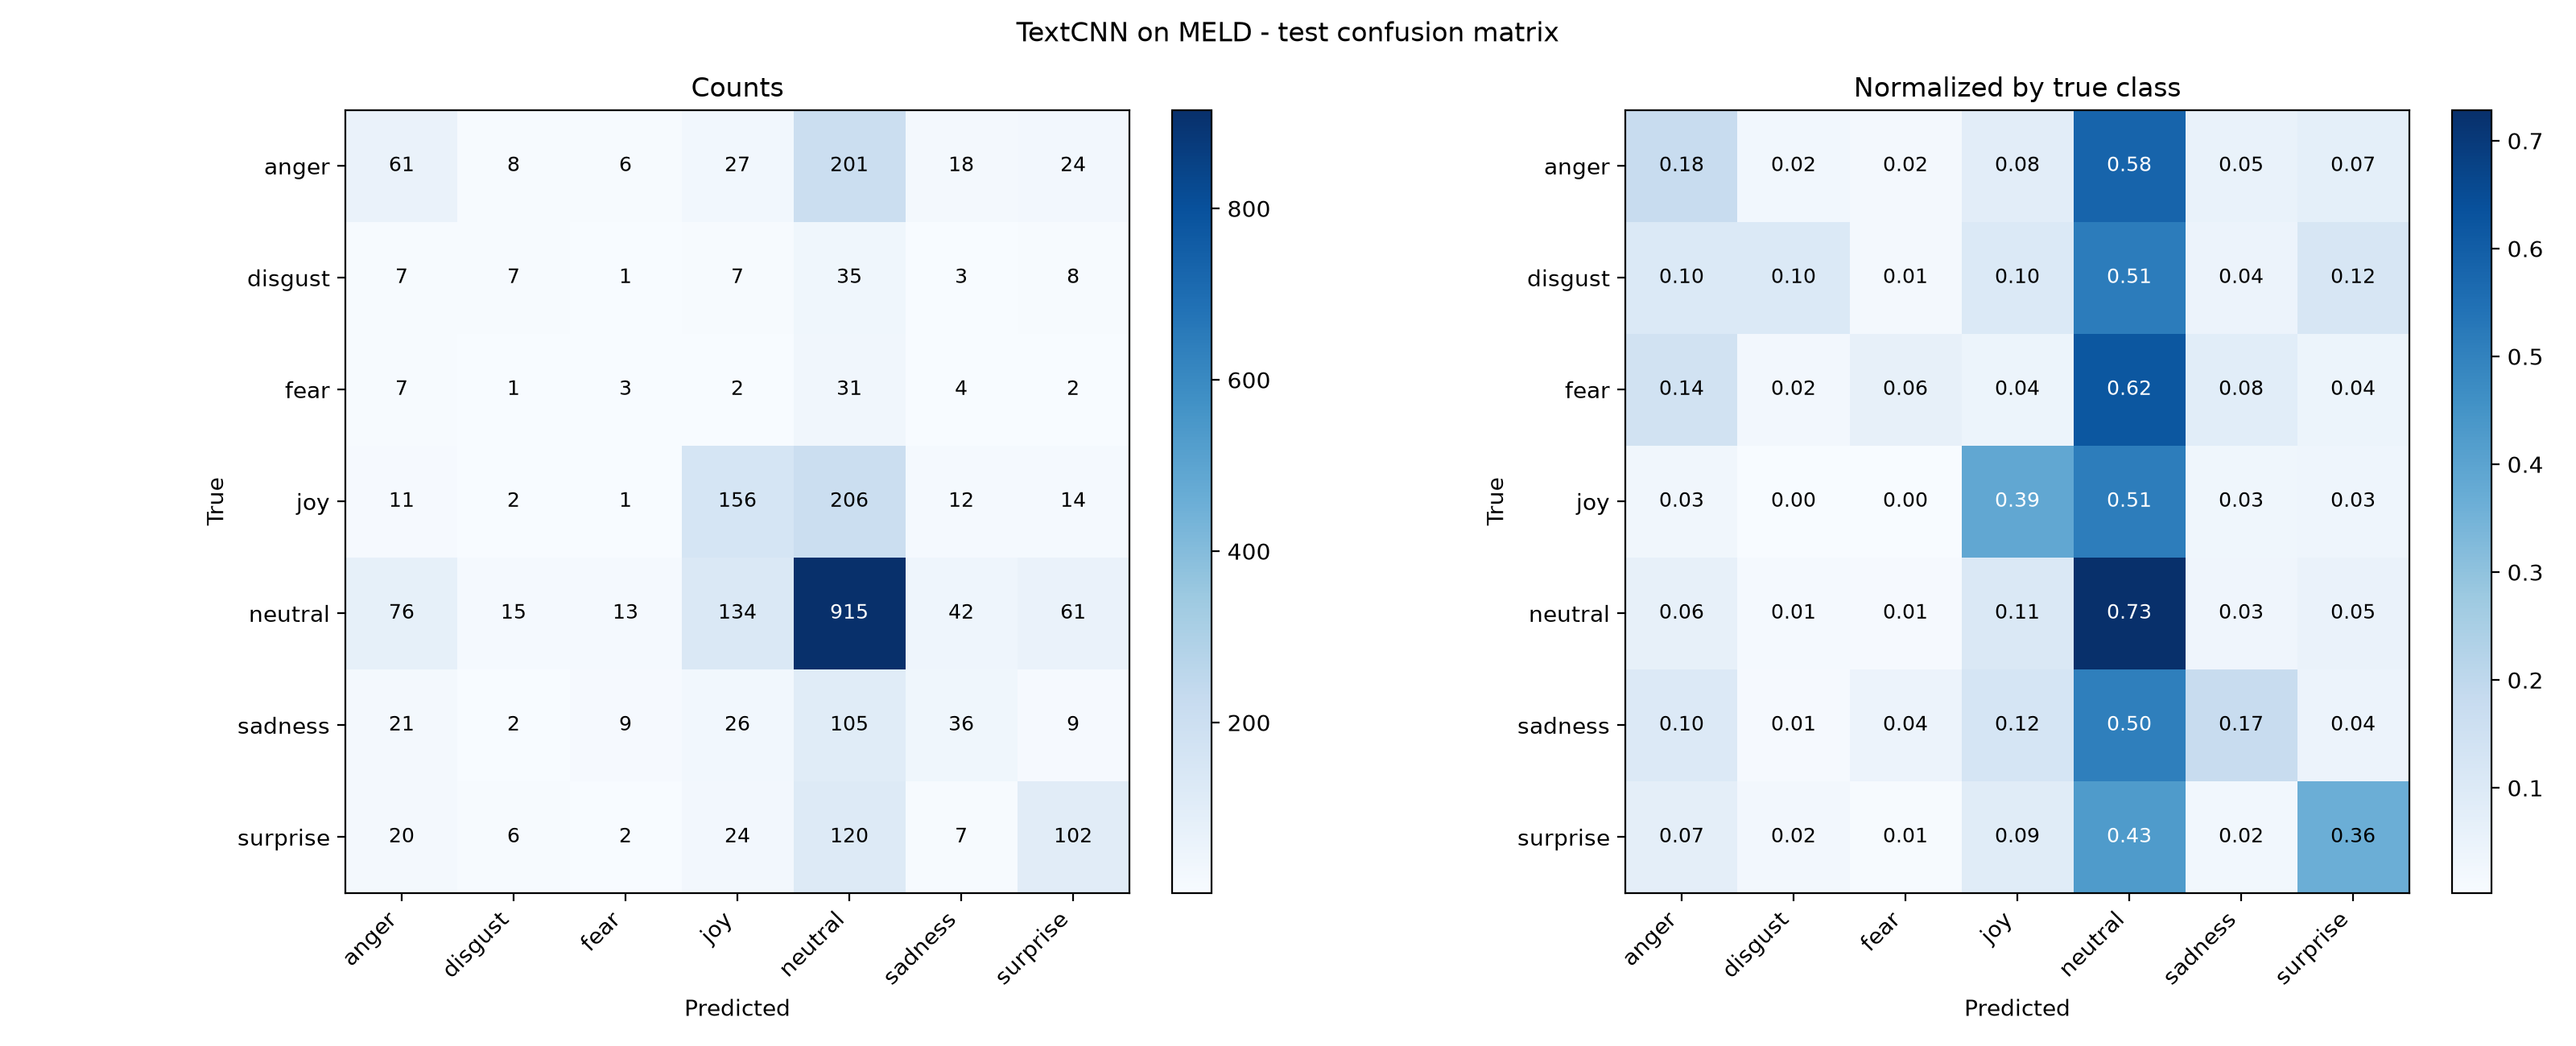 TextCNN on MELD - test confusion matrix
Counts
anger 61 8 6 27 201 18 24
disgust 7 7 1 7 35 3 8
fear 7 1 3 2 31 4 2
joy 11 2 1 156 206 12 14
neutral 76 15 13 134 915 42 61
sadness 21 2 9 26 105 36 9
surprise 20 6 2 24 120 7 102
True
anger disgust fear joy neutral sadness surprise
Predicted
800
600
400
200
Normalized by true class
anger 0.18 0.02 0.02 0.08 0.58 0.05 0.07
disgust 0.10 0.10 0.01 0.10 0.51 0.04 0.12
fear 0.14 0.02 0.06 0.04 0.62 0.08 0.04
joy 0.03 0.00 0.00 0.39 0.51 0.03 0.03
neutral 0.06 0.01 0.01 0.11 0.73 0.03 0.05
sadness 0.10 0.01 0.04 0.12 0.50 0.17 0.04
surprise 0.07 0.02 0.01 0.09 0.43 0.02 0.36
True
anger disgust fear joy neutral sadness surprise
Predicted
0.7
0.6
0.5
0.4
0.3
0.2
0.1